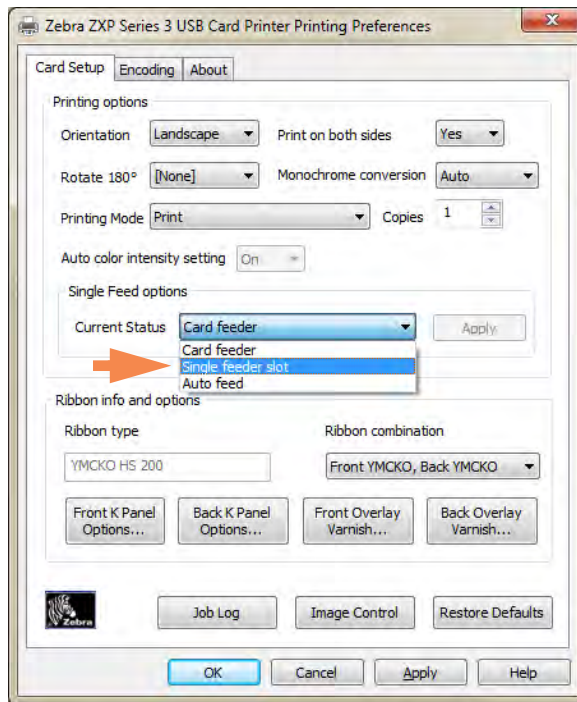 Zebra ZXP Series 3 USB Card Printer Printing Preferences
Card Setup Encoding About
Printing options
Orientation Landscape Print on both sides Yes
Rotate 180° [None] Monochrome conversion Auto
Printing Mode Print Copies 1
Auto color intensity setting On
Single Feed options
Current Status Card feeder Apply
Card feeder
Single feeder slot
Auto feed
Ribbon info and options
Ribbon type Ribbon combination
YMCKO HS 200 Front YMCKO, Back YMCKO
Front K Panel Back K Panel Front Overlay Back Overlay
Options... Options... Varnish... Varnish...
Zebra Job Log Image Control Restore Defaults
OK Cancel Apply Help